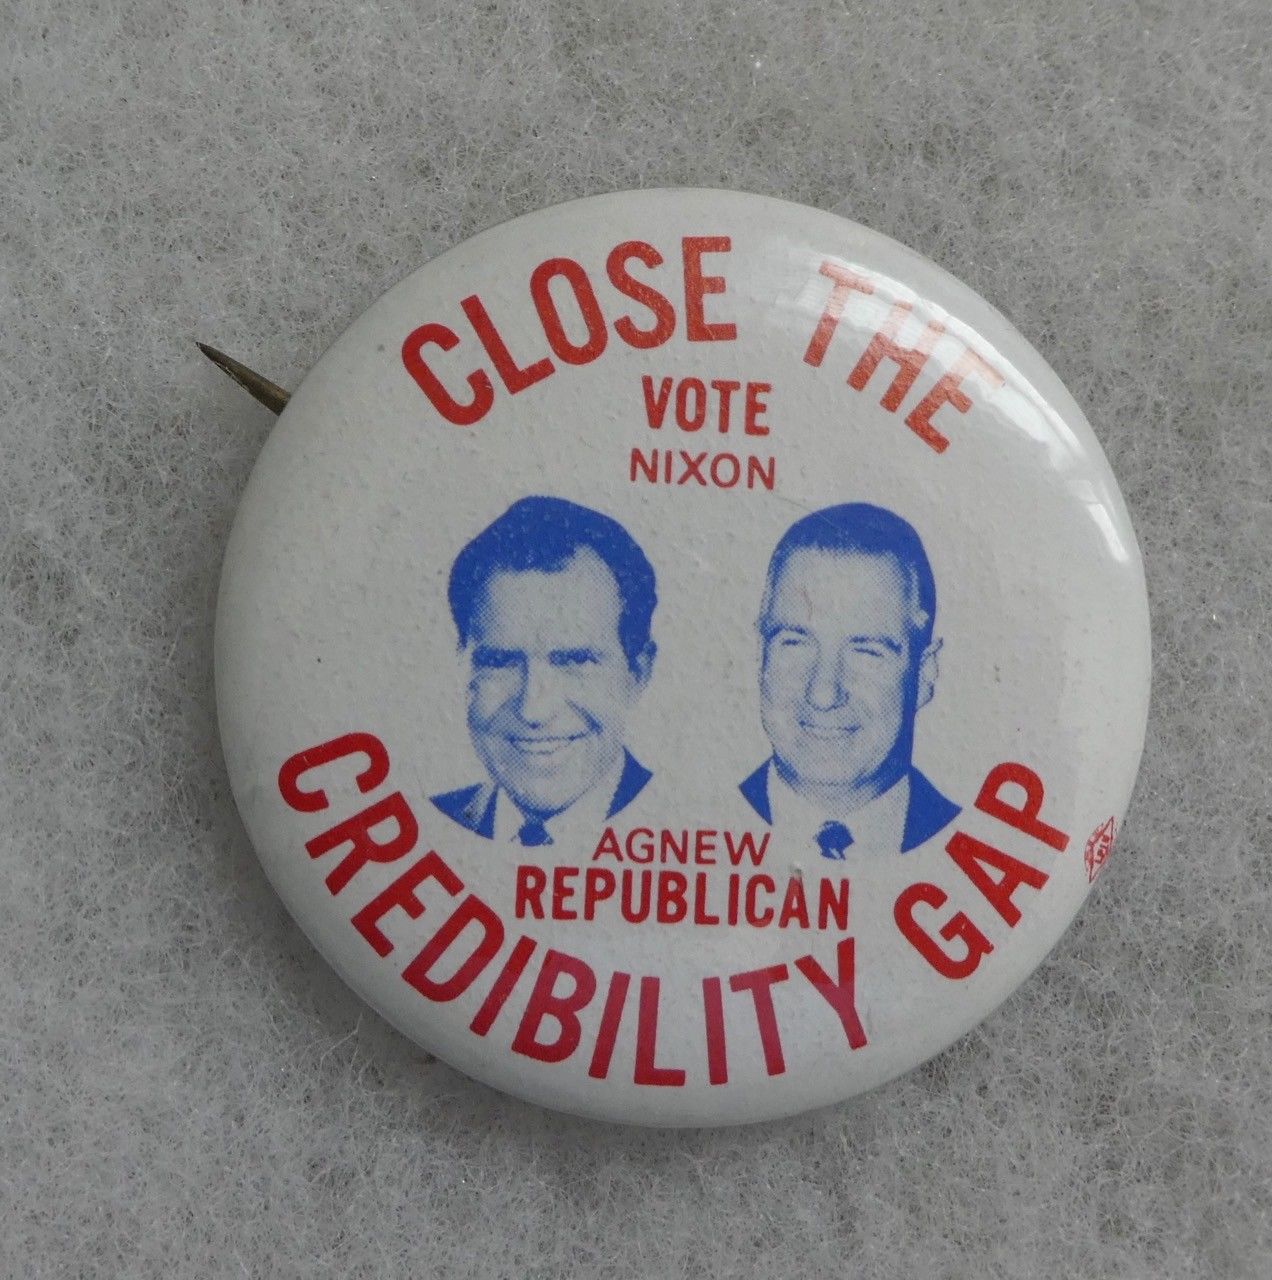 CLOSE THE
VOTE
NIXON
AGNEW
REPUBLICAN
CREDIBILITY GAP